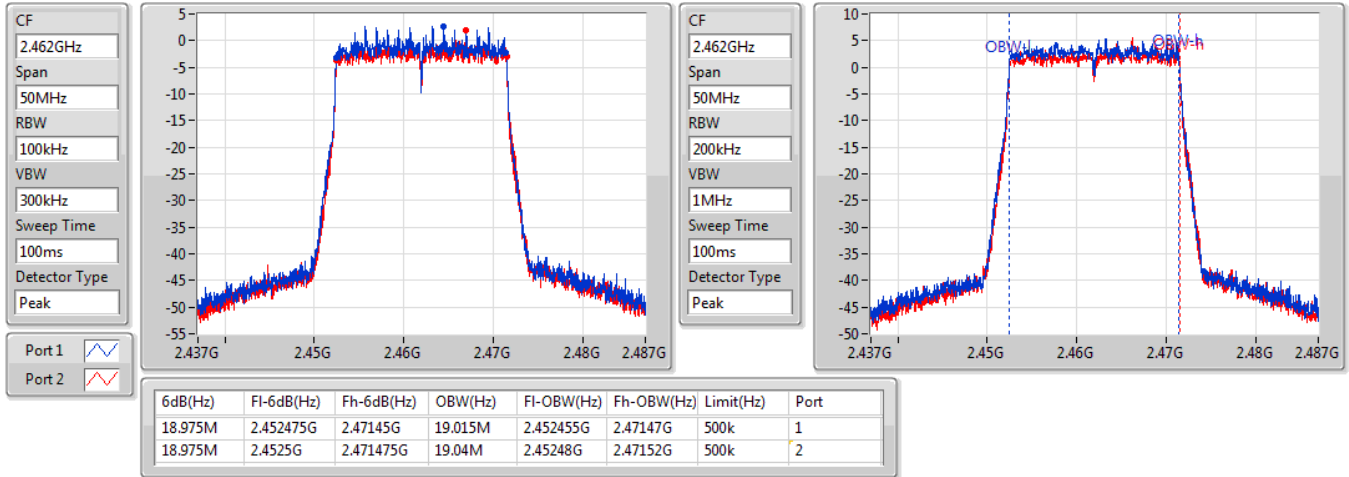 CF
2.462GHz
Span
50MHz
RBW
100kHz
VBW
300kHz
Sweep Time
100ms
Detector Type
Peak
Port 1
Port 2
5
0
-5
-10
-15
-20
-25
-30
-35
-40
-45
-50
-55
2.437G 2.45G 2.46G 2.47G 2.48G 2.487G
CF
2.462GHz
Span
50MHz
RBW
200kHz
VBW
1MHz
Sweep Time
100ms
Detector Type
Peak
10
5
0
-5
-10
-15
-20
-25
-30
-35
-40
-45
-50
OBW-l OBW-h
2.437G 2.45G 2.46G 2.47G 2.48G 2.487G
6dB(Hz) Fl-6dB(Hz) Fh-6dB(Hz) OBW(Hz) Fl-OBW(Hz) Fh-OBW(Hz) Limit(Hz) Port
18.975M 2.452475G 2.47145G 19.015M 2.452455G 2.47147G 500k 1
18.975M 2.4525G 2.471475G 19.04M 2.45248G 2.47152G 500k 2